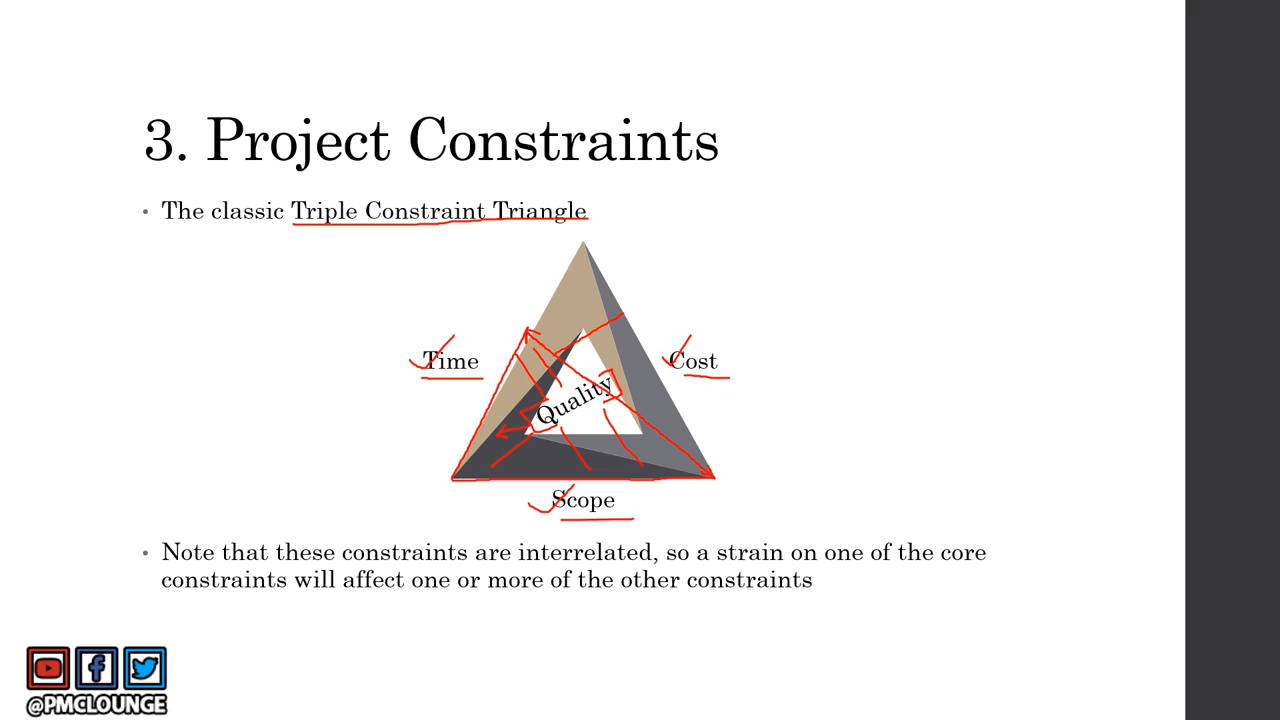 3. Project Constraints
• The classic Triple Constraint Triangle
Time
Cost
Quality
Scope
• Note that these constraints are interrelated, so a strain on one of the core
constraints will affect one or more of the other constraints
@PMCLOUNGE